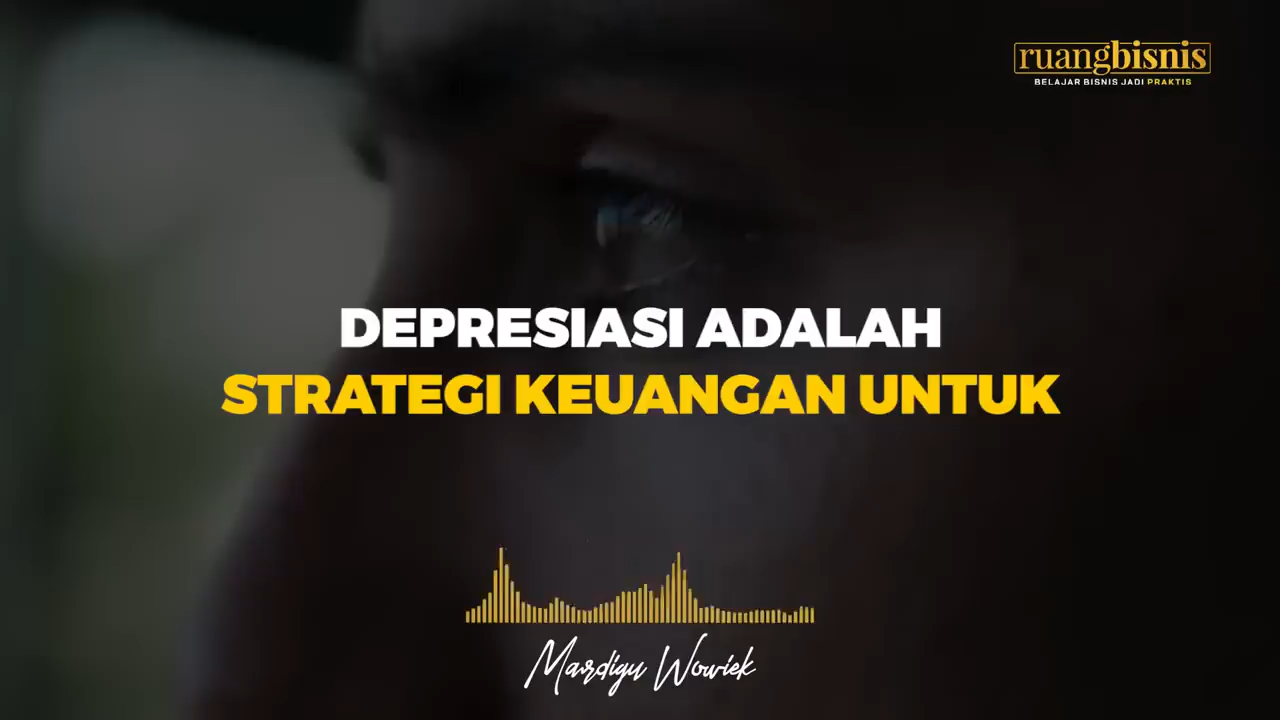 ruangbisnis
BELAJAR BISNIS JADI PRAKTIS
DEPRESIASI ADALAH
STRATEGI KEUANGAN UNTUK
Mardigu Wowiek